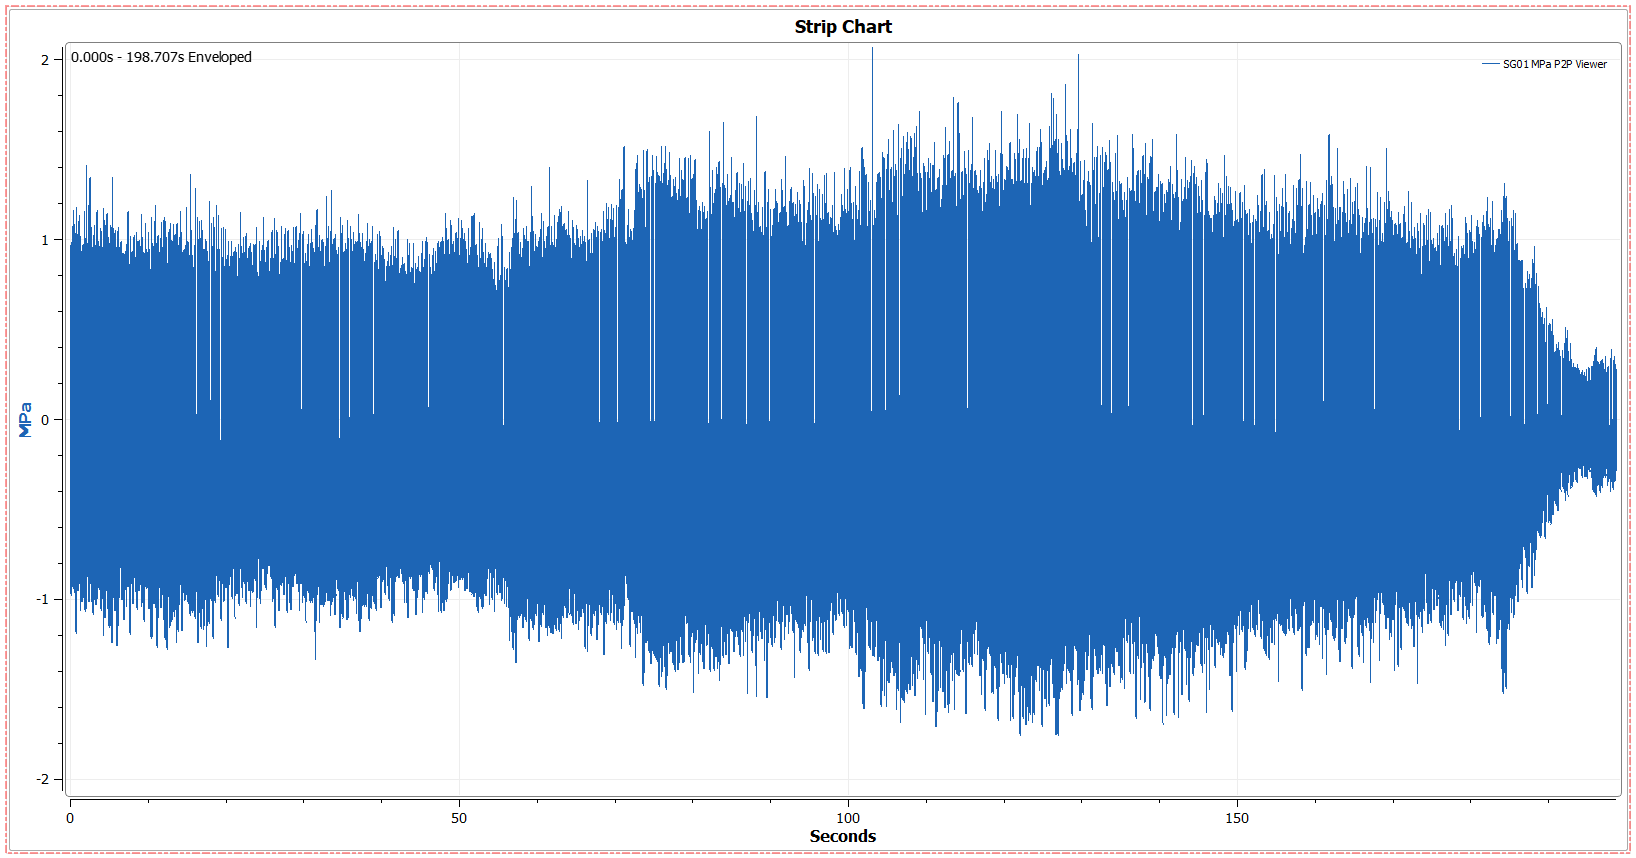 Strip Chart
0.000s - 198.707s Enveloped
SG01 MPa P2P Viewer
2
1
0
-1
-2
MPa
0
50
100
150
Seconds